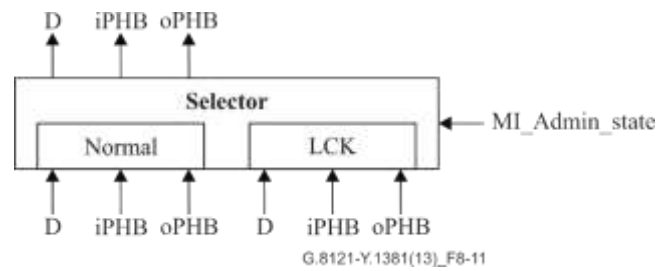 D iPHB oPHB
Selector
MI_Admin_state
Normal LCK
D iPHB oPHB D iPHB oPHB
G.8121-Y.1381(13)_F8-11